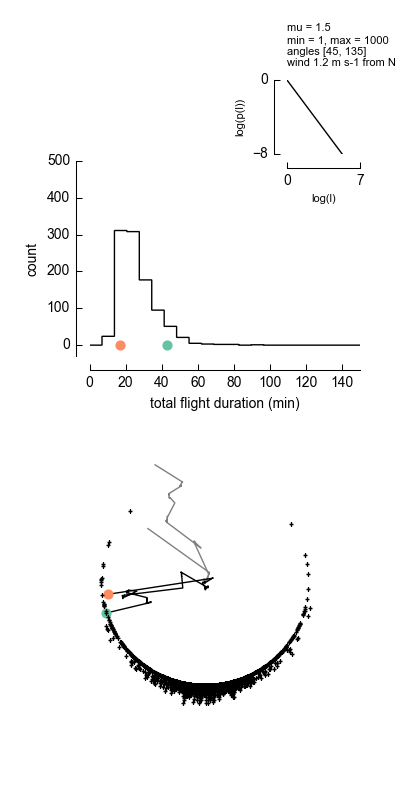 mu = 1.5
min = 1, max = 1000
angles [45, 135]
wind 1.2 m s-1 from N
0
log(p(l))
−8
0 7
log(l)
500
400
300
count
200
100
0
0 20 40 60 80 100 120 140
total flight duration (min)